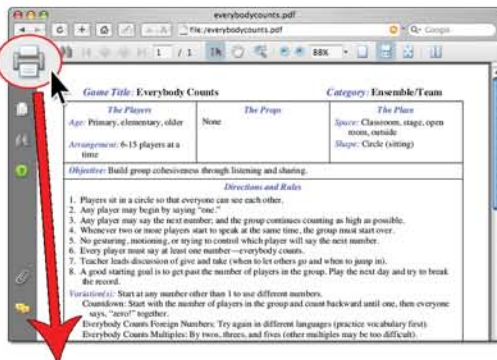 everybodycounts.pdf
file:/everybodycounts.pdf
Q- Google
1 / 1
88%
Game Title: Everybody Counts
Category: Ensemble/Team
The Players
The Props
The Place
Age: Primary, elementary, older
None
Space: Classroom, stage, open
room, outside
Arrangement: 6-15 players at a
time
Shape: Circle (sitting)
Objective: Build group cohesiveness through listening and sharing.
Directions and Rules
1. Players sit in a circle so that everyone can see each other.
2. Any player may begin by saying "one."
3. Any player may say the next number; and the group continues counting as high as possible.
4. Whenever two or more players start to speak at the same time, the group must start over.
5. No gesturing, motioning, or trying to control which player will say the next number.
6. Every player must say at least one number—everybody counts.
7. Teacher leads discussion of give and take (when to let others go and when to jump in).
8. A good starting goal is to get past the number of players in the group. Play the next day and try to break
the record.
Variation(s): Start at any number other than 1 to use different numbers.
Countdown: Start with the number of players in the group and count backward until one, then everyone
says, "zero!" together.
Everybody Counts Foreign Numbers: Try again in different languages (practice vocabulary first).
Everybody Counts Multiples: By twos, threes, and fives (other multiples may be too difficult).